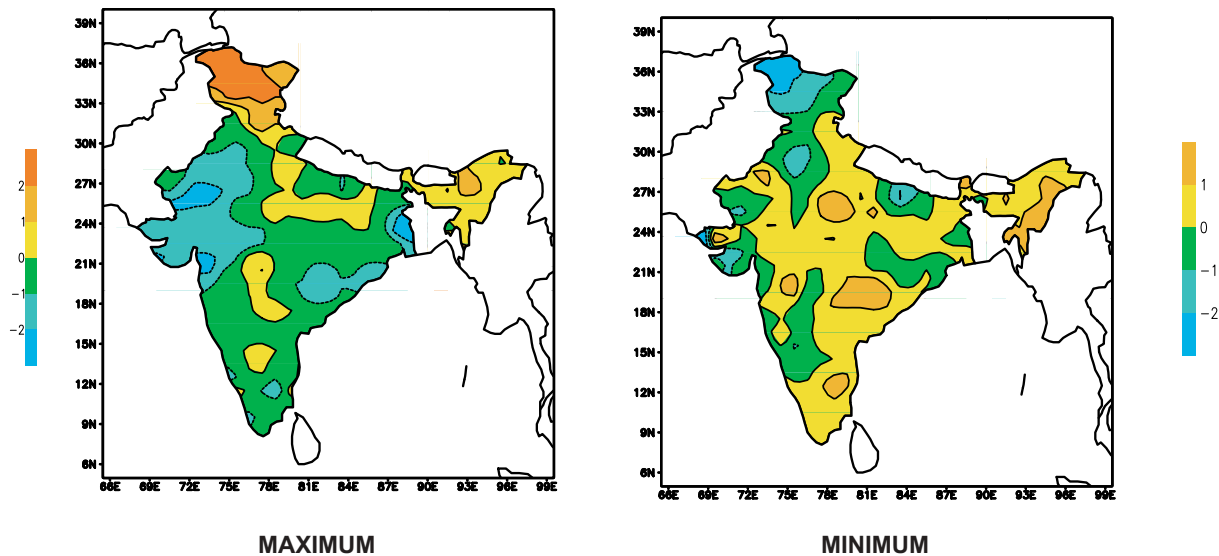 39N
36N
33N
30N
27N
24N
21N
18N
15N
12N
9N
6N
66E 69E 72E 75E 78E 81E 84E 87E 90E 93E 96E 99E
2
1
0
−1
−2
MAXIMUM
39N
36N
33N
30N
27N
24N
21N
18N
15N
12N
9N
6N
66E 69E 72E 75E 78E 81E 84E 87E 90E 93E 96E 99E
1
0
−1
−2
MINIMUM